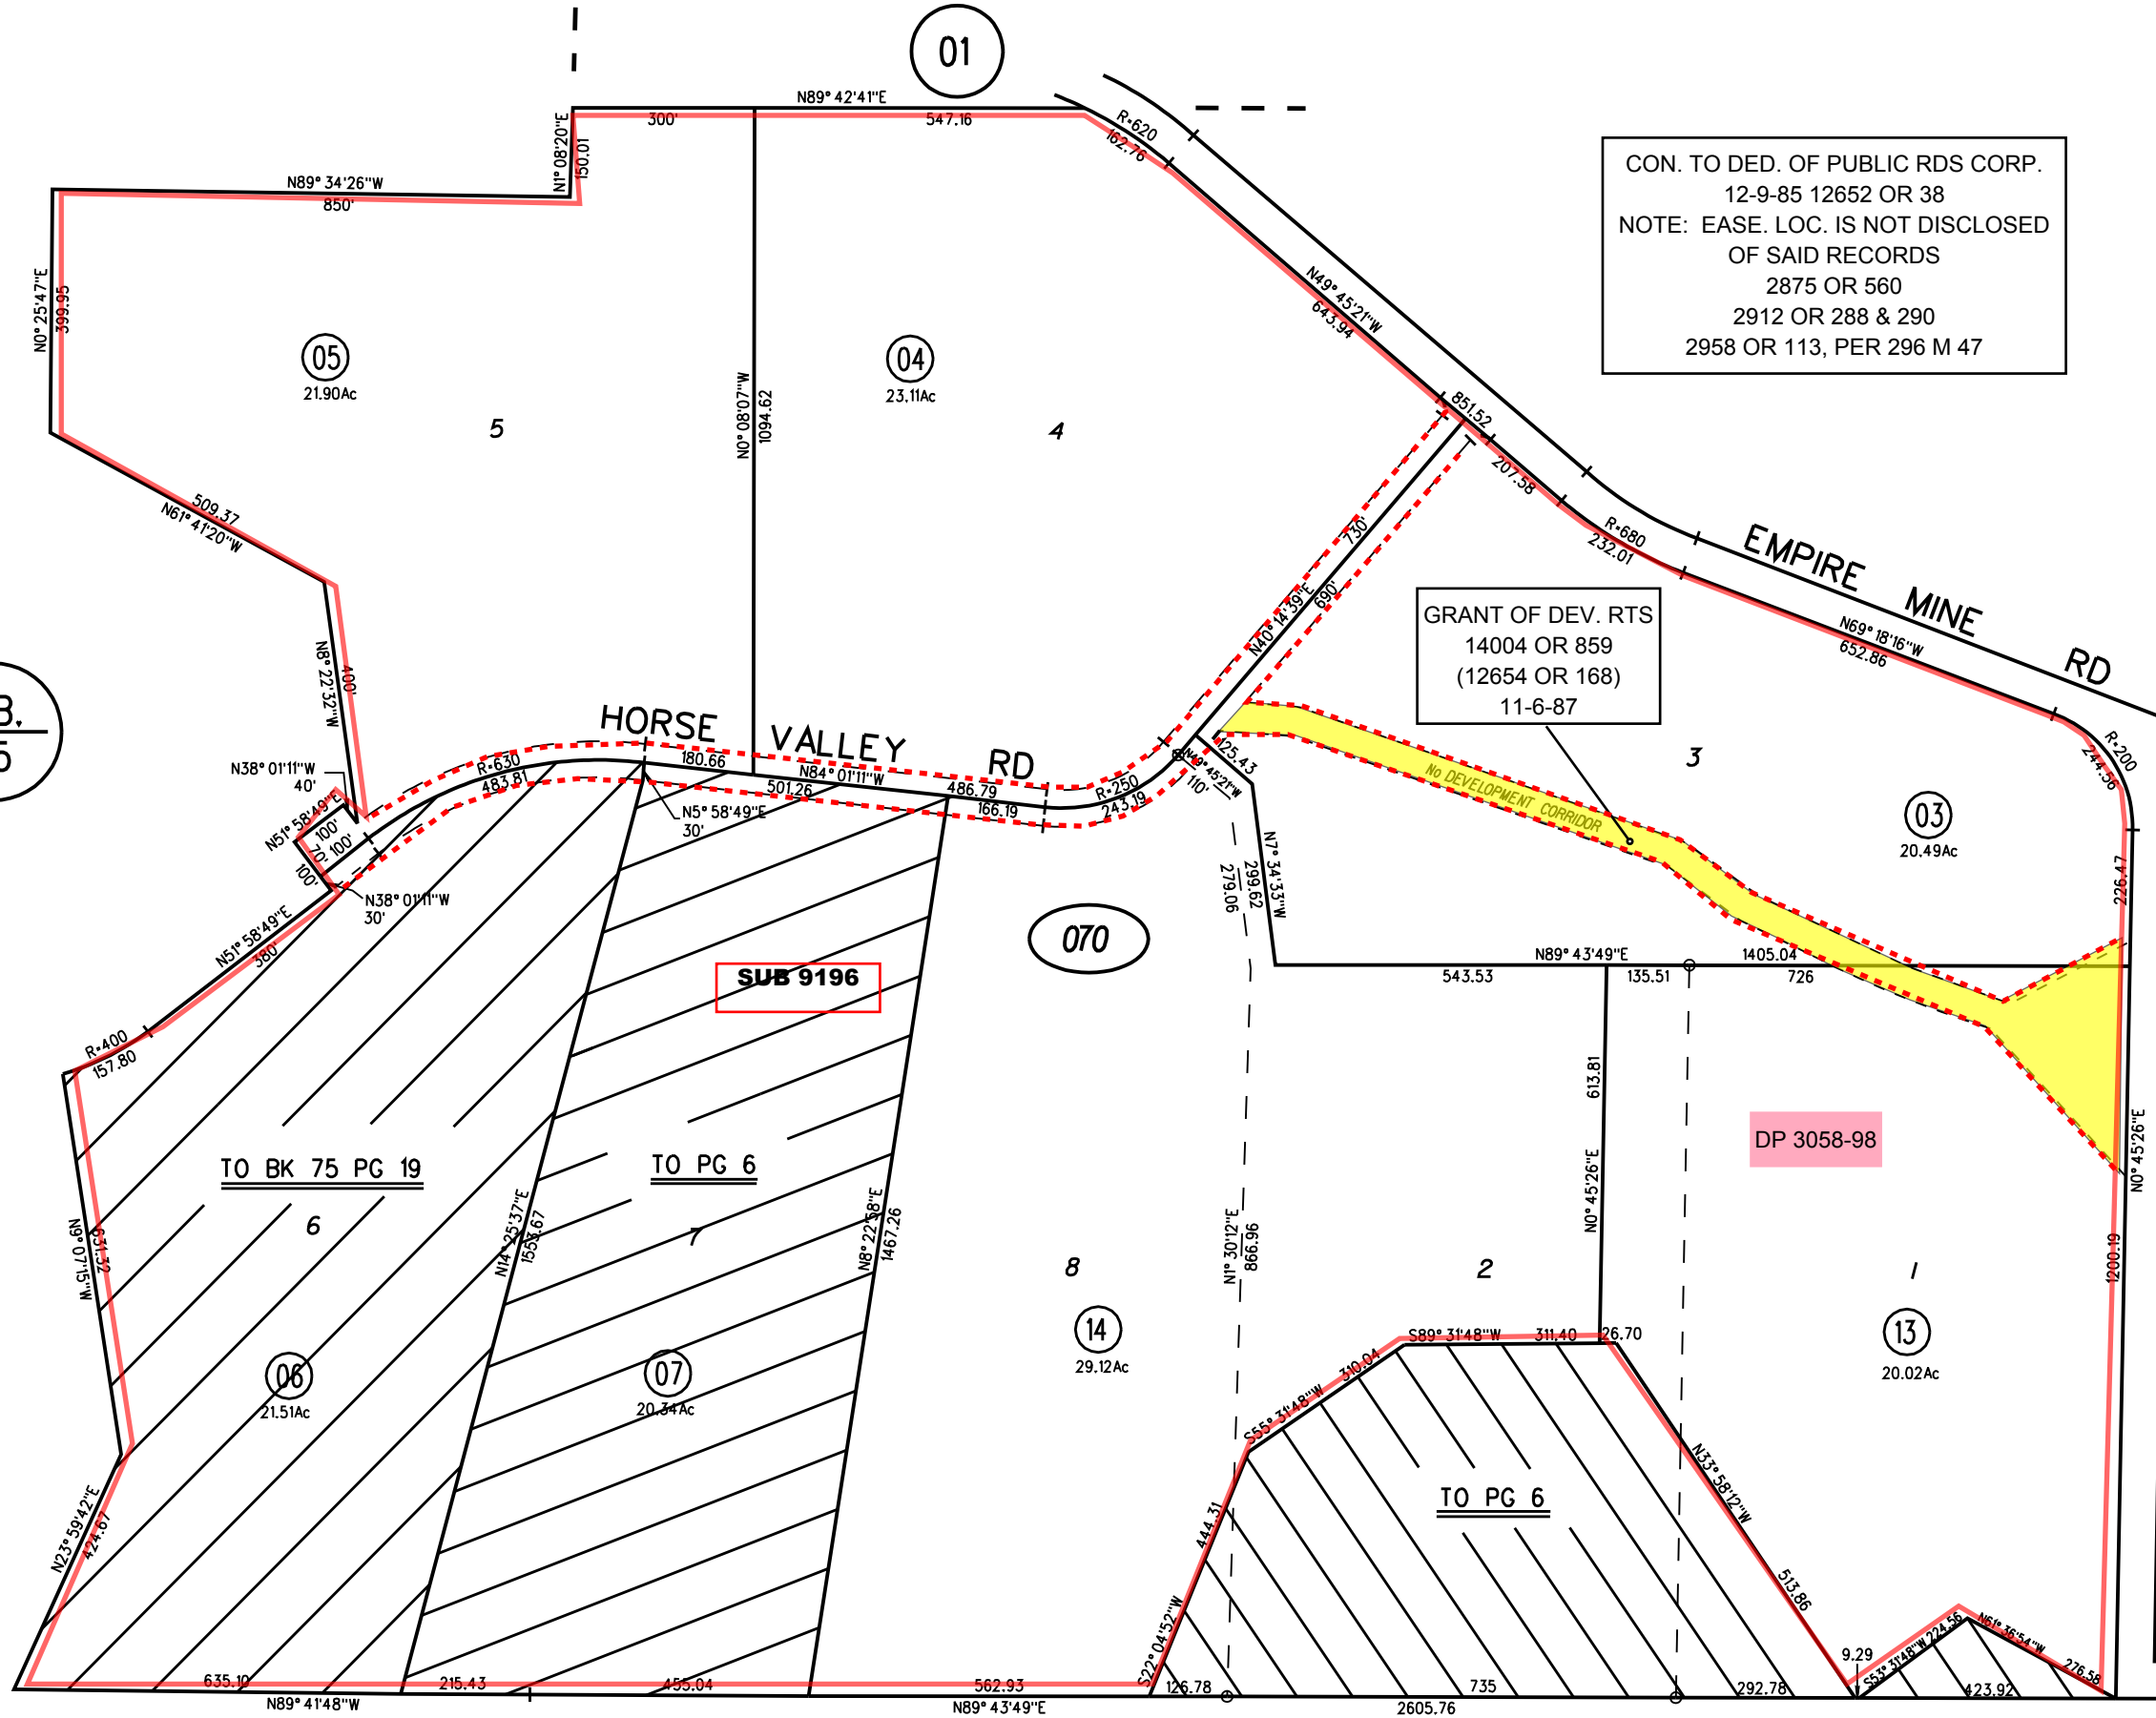 01
N89° 42'41"E
300'
547.16
N1° 08'20"E
150.01
R=620
162.76
N89° 34'26"W
850'
CON. TO DED. OF PUBLIC RDS CORP.
12-9-85 12652 OR 38
NOTE: EASE. LOC. IS NOT DISCLOSED
OF SAID RECORDS
2875 OR 560
2912 OR 288 & 290
2958 OR 113, PER 296 M 47
N0° 25'47"E
399.95
N49° 45'21"W
643.94
05
21.90Ac
5
04
23.11Ac
4
N0° 08'07"W
1094.62
851.52
207.58
R=680
232.01
509.37
N61° 41'20"W
730'
N40° 14'39"E
690'
EMPIRE MINE RD
N69° 18'16"W
652.86
GRANT OF DEV. RTS
14004 OR 859
(12654 OR 168)
11-6-87
N8° 22'32"W
400'
B.
5
HORSE VALLEY RD
3
R=200
244.56
N38° 01'11"W
40'
R=630
483.81
180.66
N84° 01'11"W
501.26
486.79
166.19
R=250
243.19
125.43
N49° 45'21"W
110'
No DEVELOPMENT CORRIDOR
N5° 58'49"E
30'
N51° 58'49"E
100'
70'
100'
100'
03
20.49Ac
226.47
N38° 01'11"W
30'
N7° 34'33"W
299.62
279.06
N51° 58'49"E
380'
070
SUB 9196
N89° 43'49"E
1405.04
543.53
135.51
726
R=400
157.80
613.81
N0° 45'26"E
DP 3058-98
N0° 45'26"E
1200.19
TO BK 75 PG 19
TO PG 6
6
7
N9° 07'15"W
631.32
N14° 25'37"E
1553.67
N8° 22'58"E
1467.26
N1° 30'12"E
866.96
8
2
1
14
29.12Ac
13
20.02Ac
S89° 31'48"W
311.40
26.70
06
21.51Ac
07
20.34Ac
S55° 31'48"W
310.04
TO PG 6
N33° 58'12"W
513.86
N23° 59'42"E
424.67
444.31
S22° 04'52"W
9.29
S53° 31'48"W 224.56
N61° 36'54"W
276.58
635.10
215.43
455.04
562.93
126.78
735
292.78
423.92
N89° 41'48"W
N89° 43'49"E
2605.76